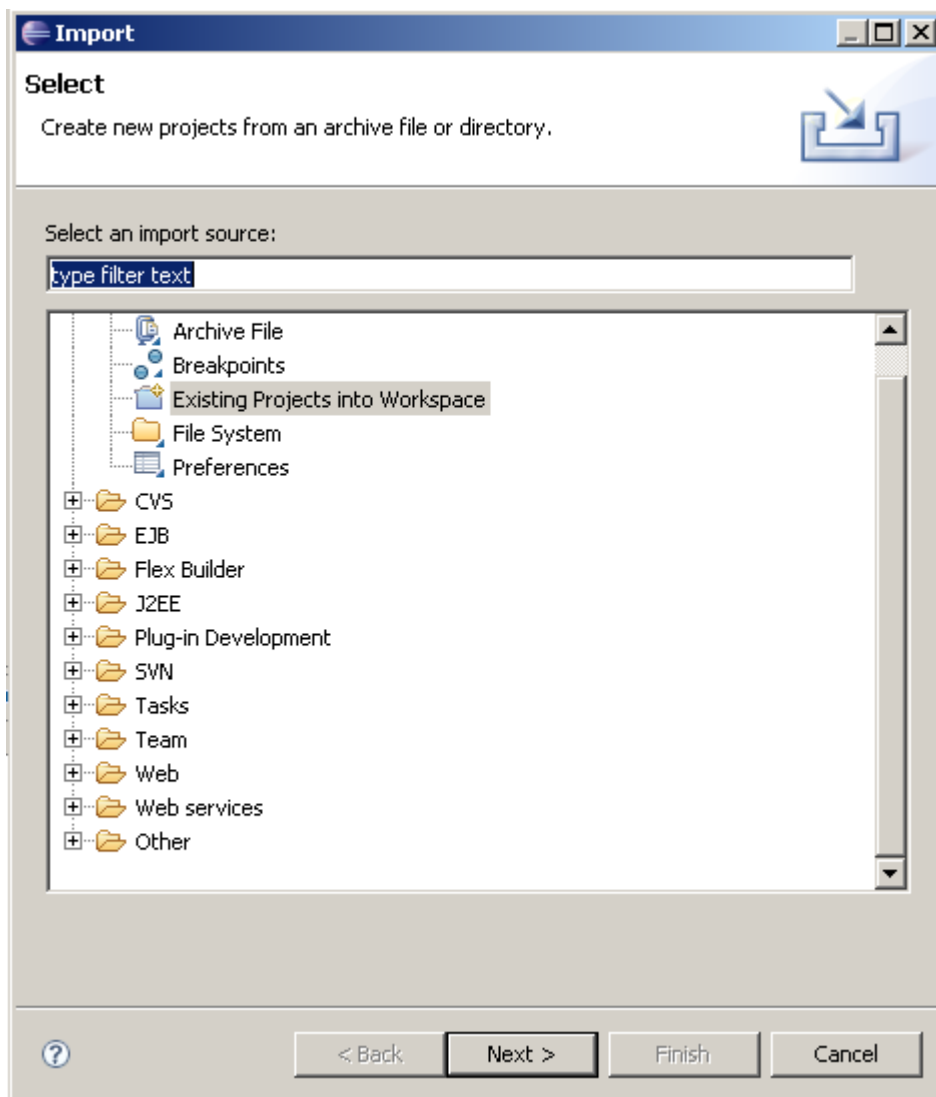 Import
Select
Create new projects from an archive file or directory.
Select an import source:
type filter text
Archive File
Breakpoints
Existing Projects into Workspace
File System
Preferences
CVS
EJB
Flex Builder
J2EE
Plug-in Development
SVN
Tasks
Team
Web
Web services
Other
< Back
Next >
Finish
Cancel